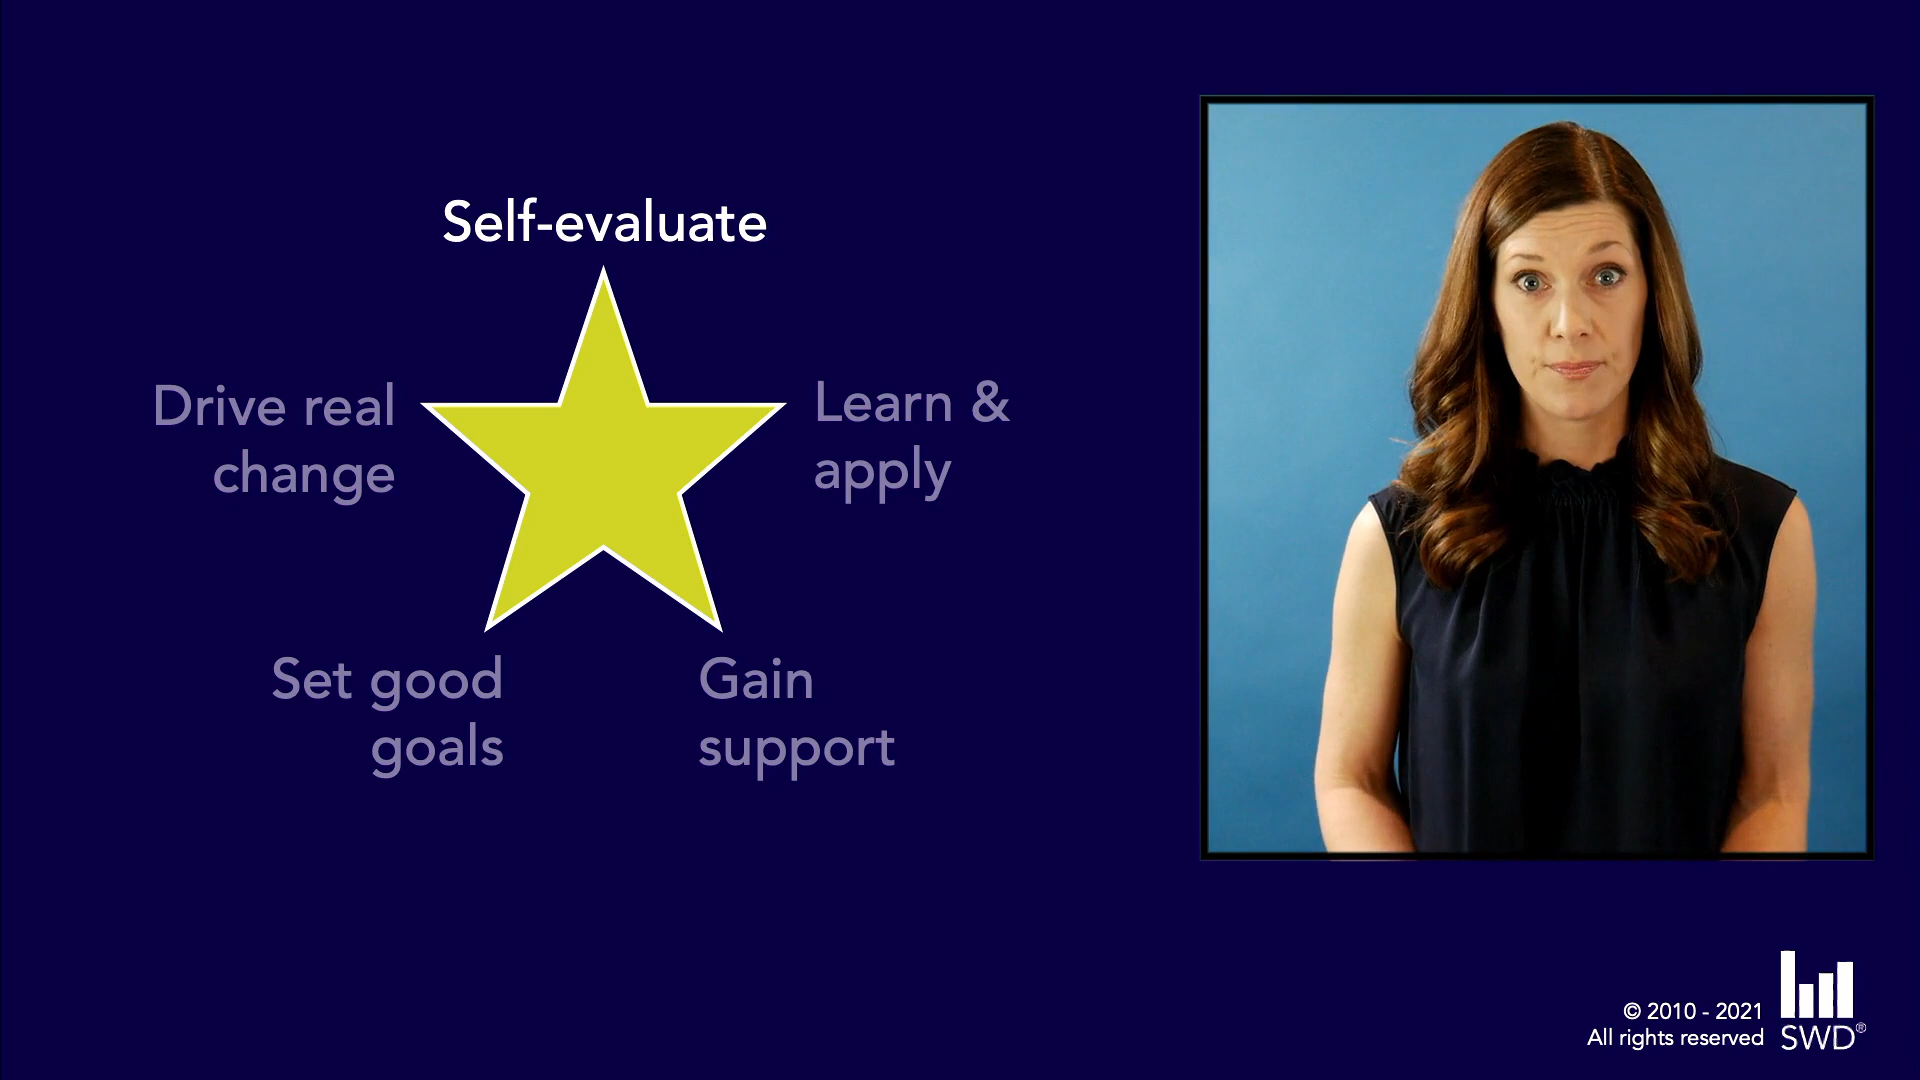 Self-evaluate
Drive real
change
Learn &
apply
Set good
goals
Gain
support
© 2010 - 2021
All rights reserved
SWD®